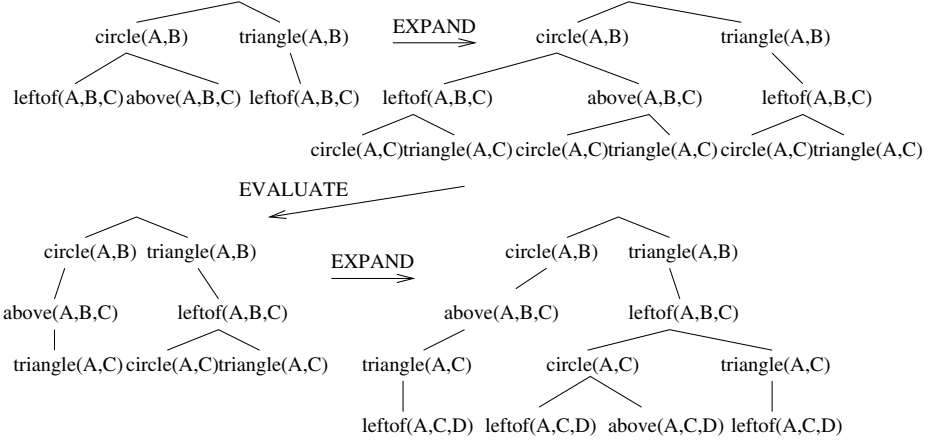 circle(A,B) triangle(A,B) EXPAND circle(A,B) triangle(A,B)
leftof(A,B,C) above(A,B,C) leftof(A,B,C) leftof(A,B,C) above(A,B,C) leftof(A,B,C)
circle(A,C) triangle(A,C) circle(A,C) triangle(A,C) circle(A,C) triangle(A,C)
EVALUATE
circle(A,B) triangle(A,B) EXPAND circle(A,B) triangle(A,B)
above(A,B,C) leftof(A,B,C) above(A,B,C) leftof(A,B,C)
triangle(A,C) circle(A,C) triangle(A,C) triangle(A,C) circle(A,C) triangle(A,C)
leftof(A,C,D) leftof(A,C,D) above(A,C,D) leftof(A,C,D)